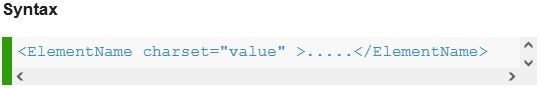 Syntax
<ElementName charset="value" >.....</ElementName>